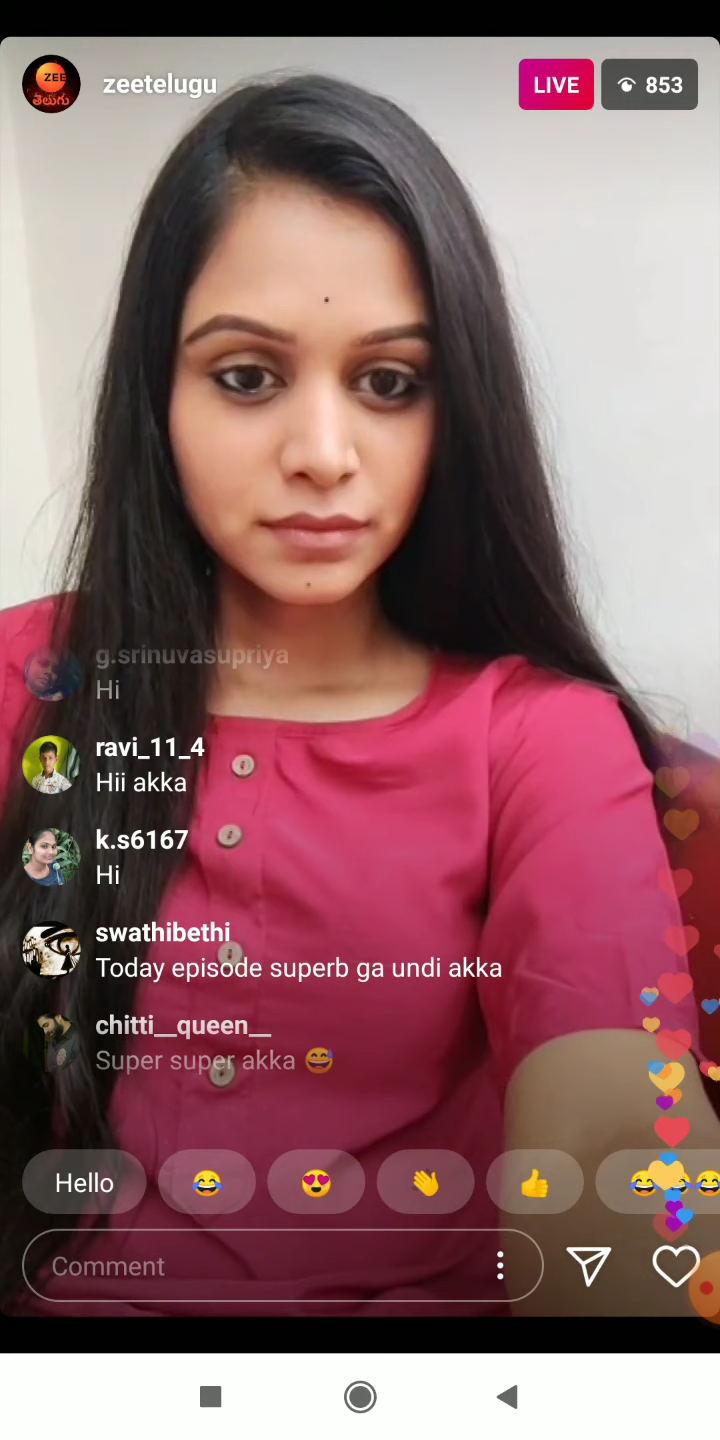 ZEE
తెలుగు
zeetelugu
LIVE
853
g.srinuvasupriya
Hi
ravi_11_4
Hii akka
k.s6167
Hi
swathibethi
Today episode superb ga undi akka
chitti__queen__
Super super akka 😅
Hello
Comment